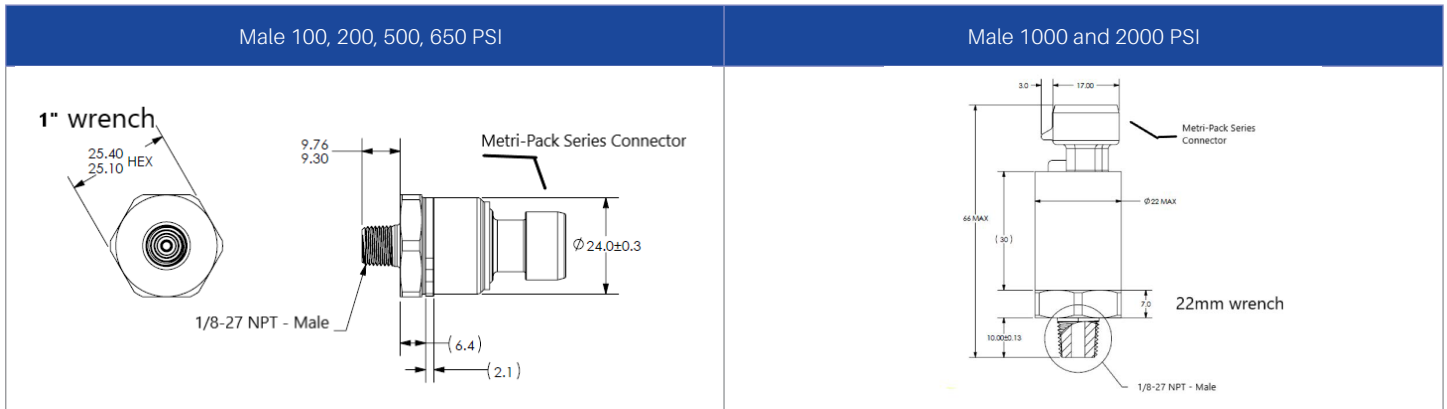 Male 100, 200, 500, 650 PSI
Male 1000 and 2000 PSI
1" wrench
25.40
25.10 HEX
9.76
9.30
Metri-Pack Series Connector
Ø 24.0±0.3
1/8-27 NPT - Male
(6.4)
(2.1)
3.0
17.00
Metri-Pack Series
Connector
Ø22 MAX
66 MAX
(30)
7.0
22mm wrench
10.00±0.13
1/8-27 NPT - Male